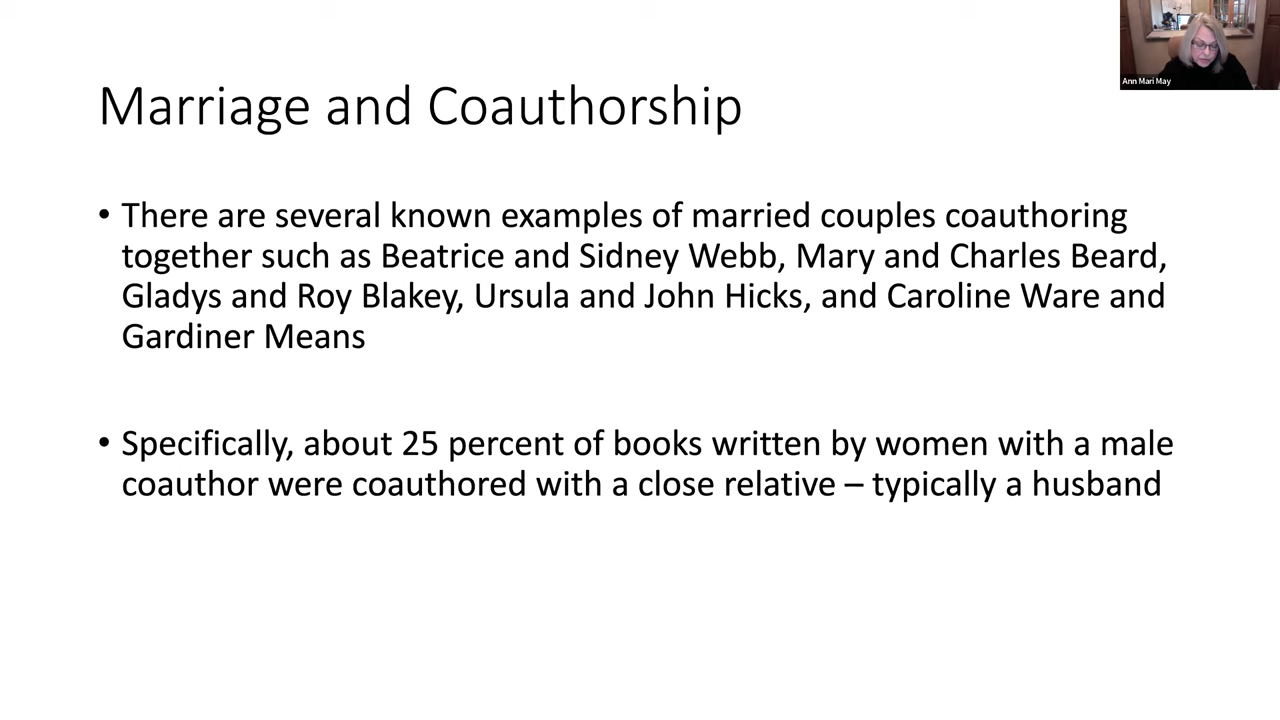 Ann Mari May
Marriage and Coauthorship
• There are several known examples of married couples coauthoring
together such as Beatrice and Sidney Webb, Mary and Charles Beard,
Gladys and Roy Blakey, Ursula and John Hicks, and Caroline Ware and
Gardiner Means
• Specifically, about 25 percent of books written by women with a male
coauthor were coauthored with a close relative – typically a husband